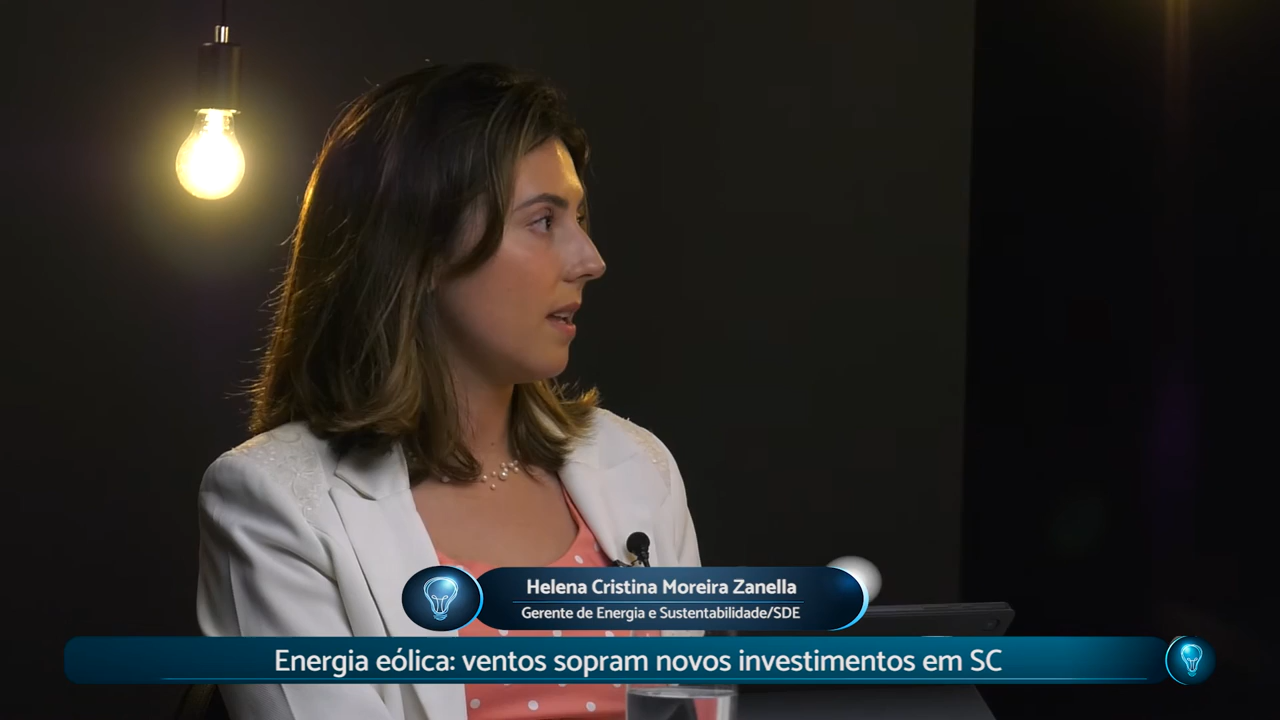 Helena Cristina Moreira Zanella
Gerente de Energia e Sustentabilidade/SDE
Energia eólica: ventos sopram novos investimentos em SC